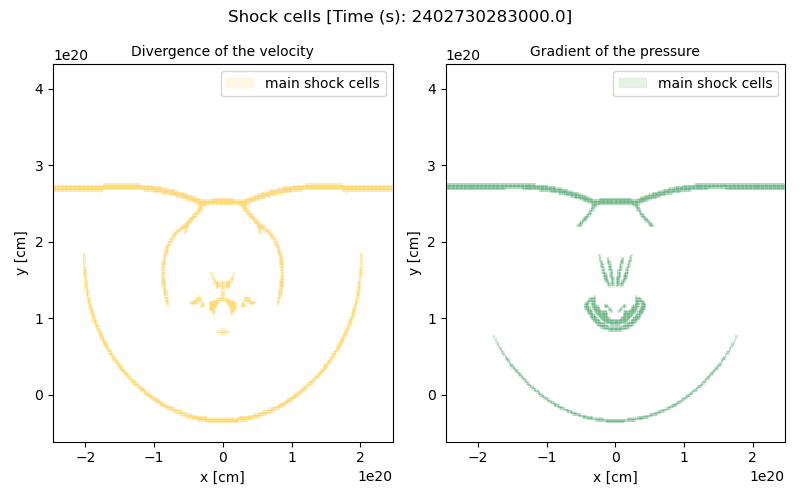 Shock cells [Time (s): 2402730283000.0]
Divergence of the velocity
1e20
main shock cells
4
3
2
1
0
y [cm]
−2
−1
0
1
2
x [cm]
1e20
Gradient of the pressure
1e20
main shock cells
4
3
2
1
0
y [cm]
−2
−1
0
1
2
x [cm]
1e20